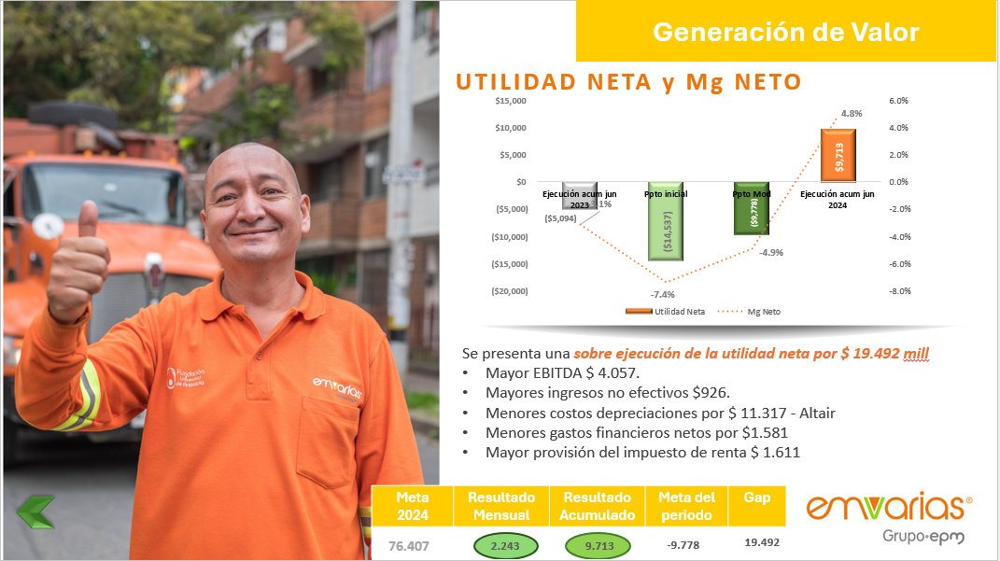 Generación de Valor
UTILIDAD NETA y Mg NETO
$15,000
$10,000
$5,000
$0
($5,000)
($10,000)
($15,000)
($20,000)
6.0%
4.0%
2.0%
0.0%
-2.0%
-4.0%
-6.0%
-8.0%
Ejecución acum jun
2023
Ppto inicial
Ppto Mod
Ejecución acum jun
2024
($5,094)
($14,537)
($9,778)
$9,713
-7.4%
-4.9%
4.8%
Utilidad Neta
Mg Neto
Se presenta una sobre ejecución de la utilidad neta por $ 19.492 mill
• Mayor EBITDA $ 4.057.
• Mayores ingresos no efectivos $926.
• Menores costos depreciaciones por $ 11.317 - Altair
• Menores gastos financieros netos por $1.581
• Mayor provisión del impuesto de renta $ 1.611
Meta
2024
Resultado
Mensual
Resultado
Acumulado
Meta del
periodo
Gap
76.407
2.243
9.713
-9.778
19.492
emvarias®
Grupo•epm
Fundación
emvarias